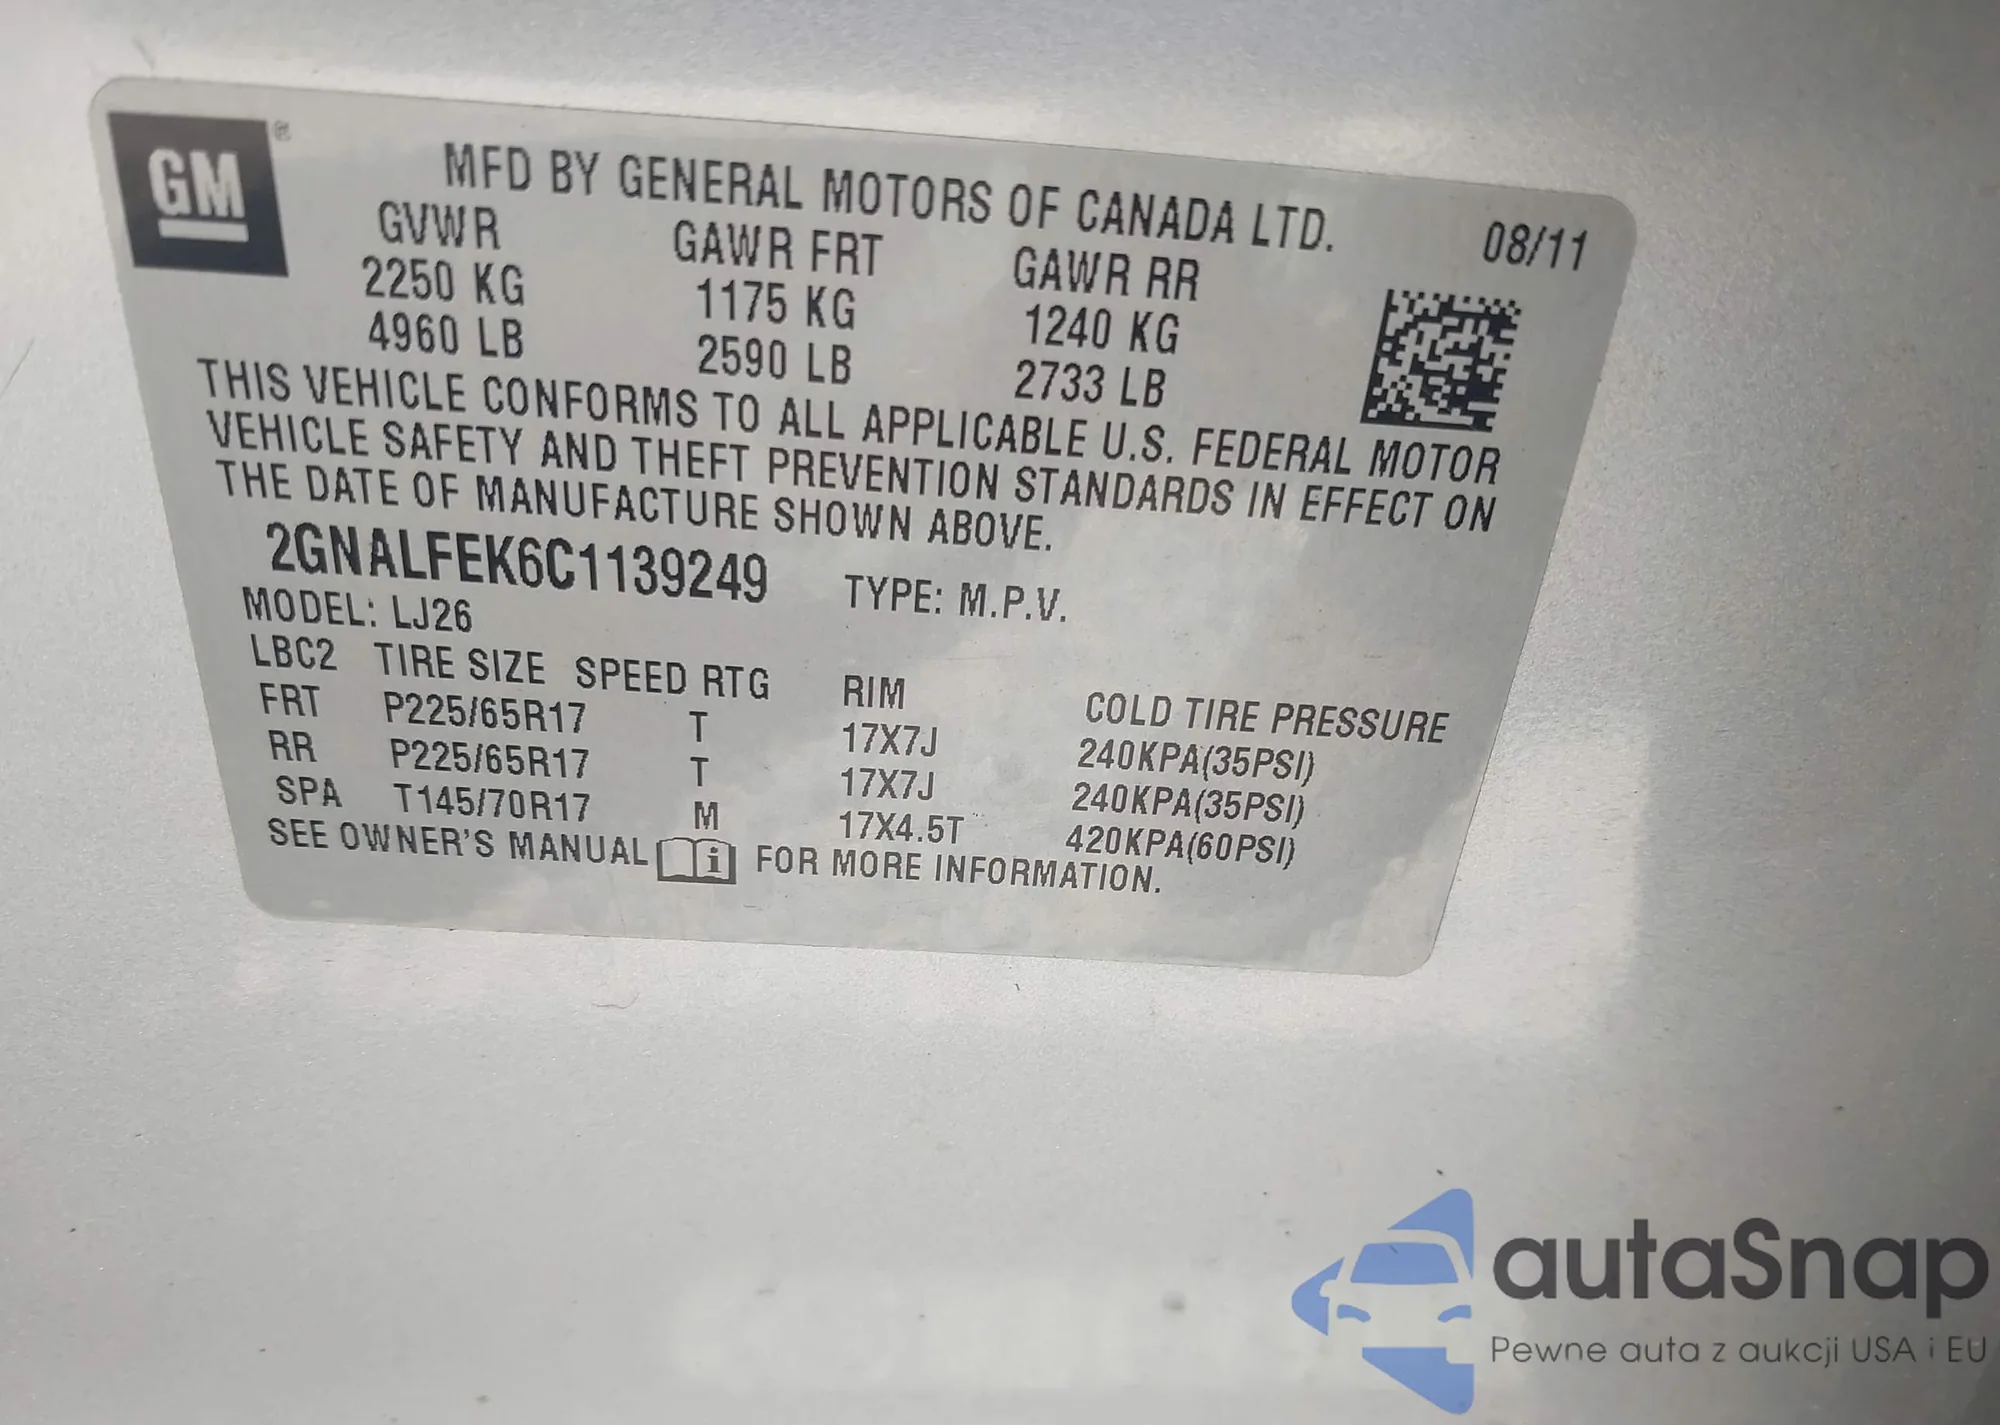 GM
MFD BY GENERAL MOTORS OF CANADA LTD.
08/11
GVWR GAWR FRT GAWR RR
2250 KG 1175 KG 1240 KG
4960 LB 2590 LB 2733 LB
THIS VEHICLE CONFORMS TO ALL APPLICABLE U.S. FEDERAL MOTOR
VEHICLE SAFETY AND THEFT PREVENTION STANDARDS IN EFFECT ON
THE DATE OF MANUFACTURE SHOWN ABOVE.
2GNALFEK6C1139249 TYPE: M.P.V.
MODEL: LJ26
LBC2 TIRE SIZE SPEED RTG RIM COLD TIRE PRESSURE
FRT P225/65R17 T 17X7J 240KPA(35PSI)
RR P225/65R17 T 17X7J 240KPA(35PSI)
SPA T145/70R17 M 17X4.5T 420KPA(60PSI)
SEE OWNER'S MANUAL i FOR MORE INFORMATION.
autaSnap
Pewne auta z aukcji USA i EU